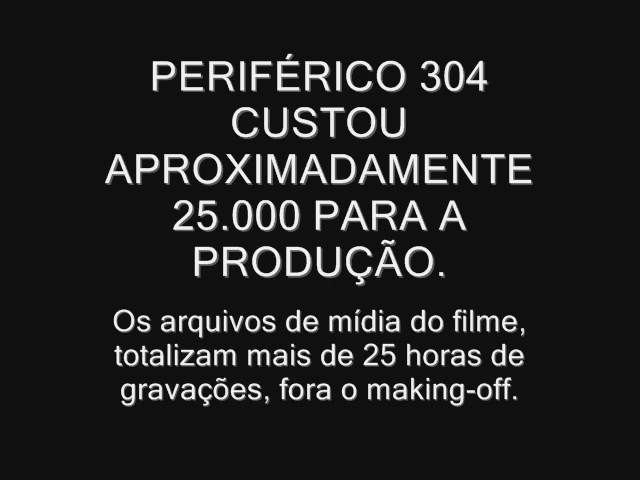 PERIFÉRICO 304
CUSTOU
APROXIMADAMENTE
25.000 PARA A
PRODUÇÃO.
Os arquivos de mídia do filme,
totalizam mais de 25 horas de
gravações, fora o making-off.